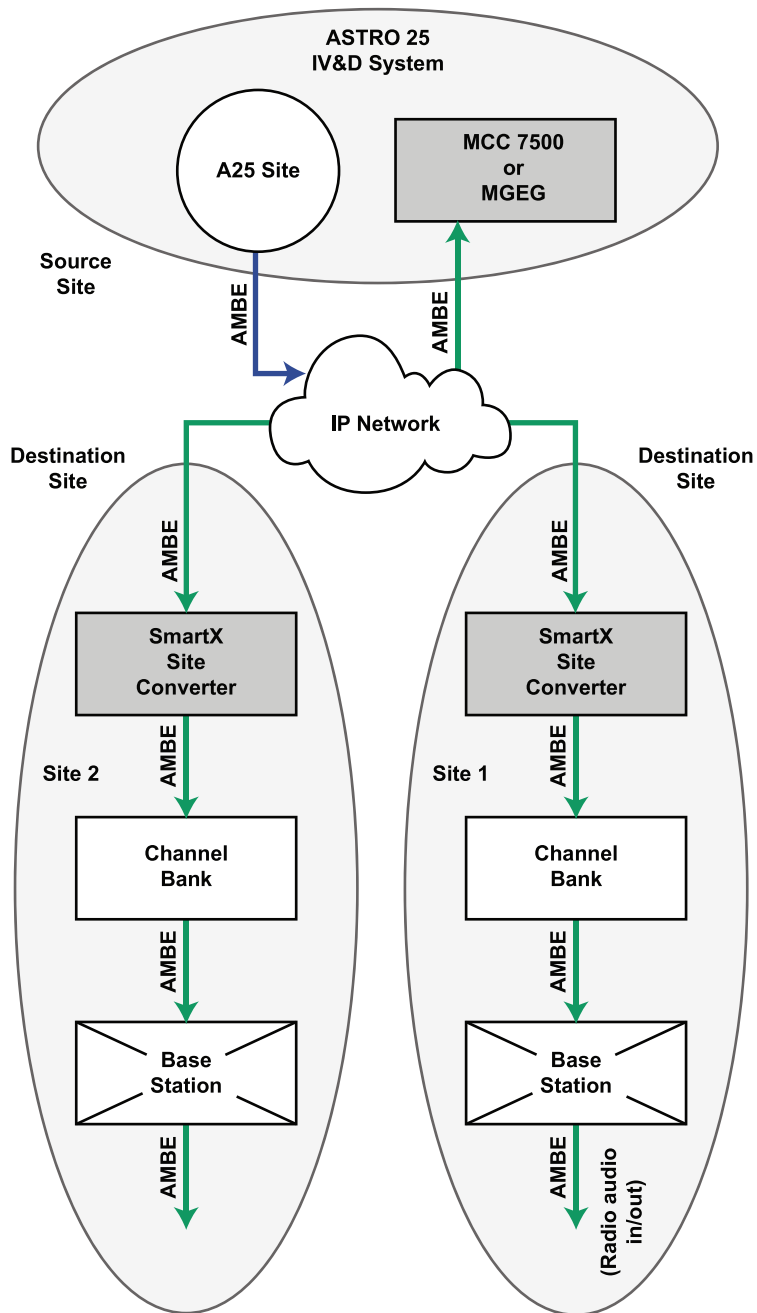 ASTRO 25
IV&D System
A25 Site
MCC 7500
or
MGEG
Source
Site
AMBE
AMBE
IP Network
Destination
Site
Destination
Site
AMBE
AMBE
SmartX
Site
Converter
SmartX
Site
Converter
Site 2
AMBE
Site 1
AMBE
Channel
Bank
Channel
Bank
AMBE
AMBE
Base
Station
Base
Station
AMBE
AMBE
(Radio audio
in/out)